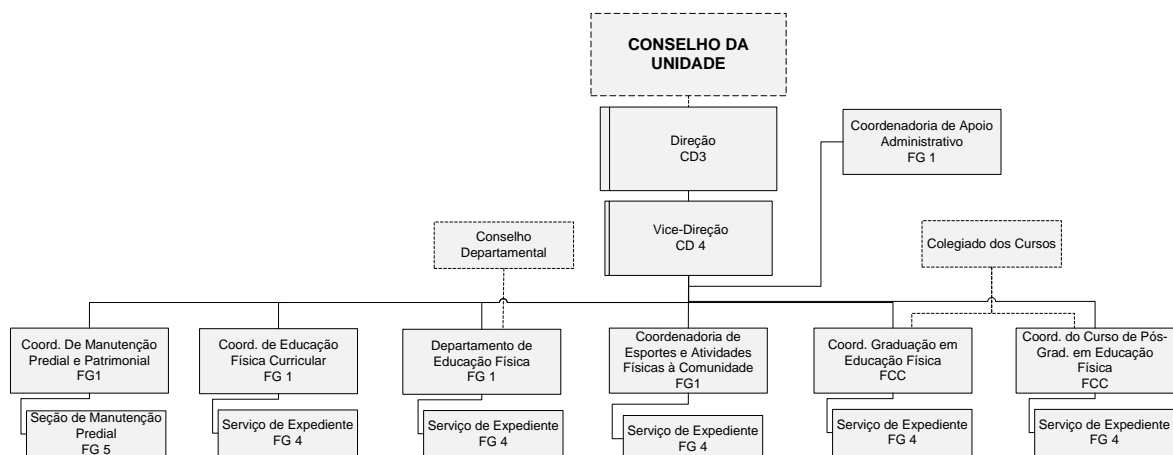 CONSELHO DA
UNIDADE
Direção
CD3
Coordenadoria de Apoio
Administrativo
FG 1
Vice-Direção
CD 4
Conselho
Departamental
Colegiado dos Cursos
Coord. De Manutenção
Predial e Patrimonial
FG1
Coord. de Educação
Física Curricular
FG 1
Departamento de
Educação Física
FG 1
Coordenadoria de
Esportes e Atividades
Físicas à Comunidade
FG1
Coord. Graduação em
Educação Física
FCC
Coord. do Curso de Pós-
Grad. em Educação
Física
FCC
Seção de Manutenção
Predial
FG 5
Serviço de Expediente
FG 4
Serviço de Expediente
FG 4
Serviço de Expediente
FG 4
Serviço de Expediente
FG 4
Serviço de Expediente
FG 4